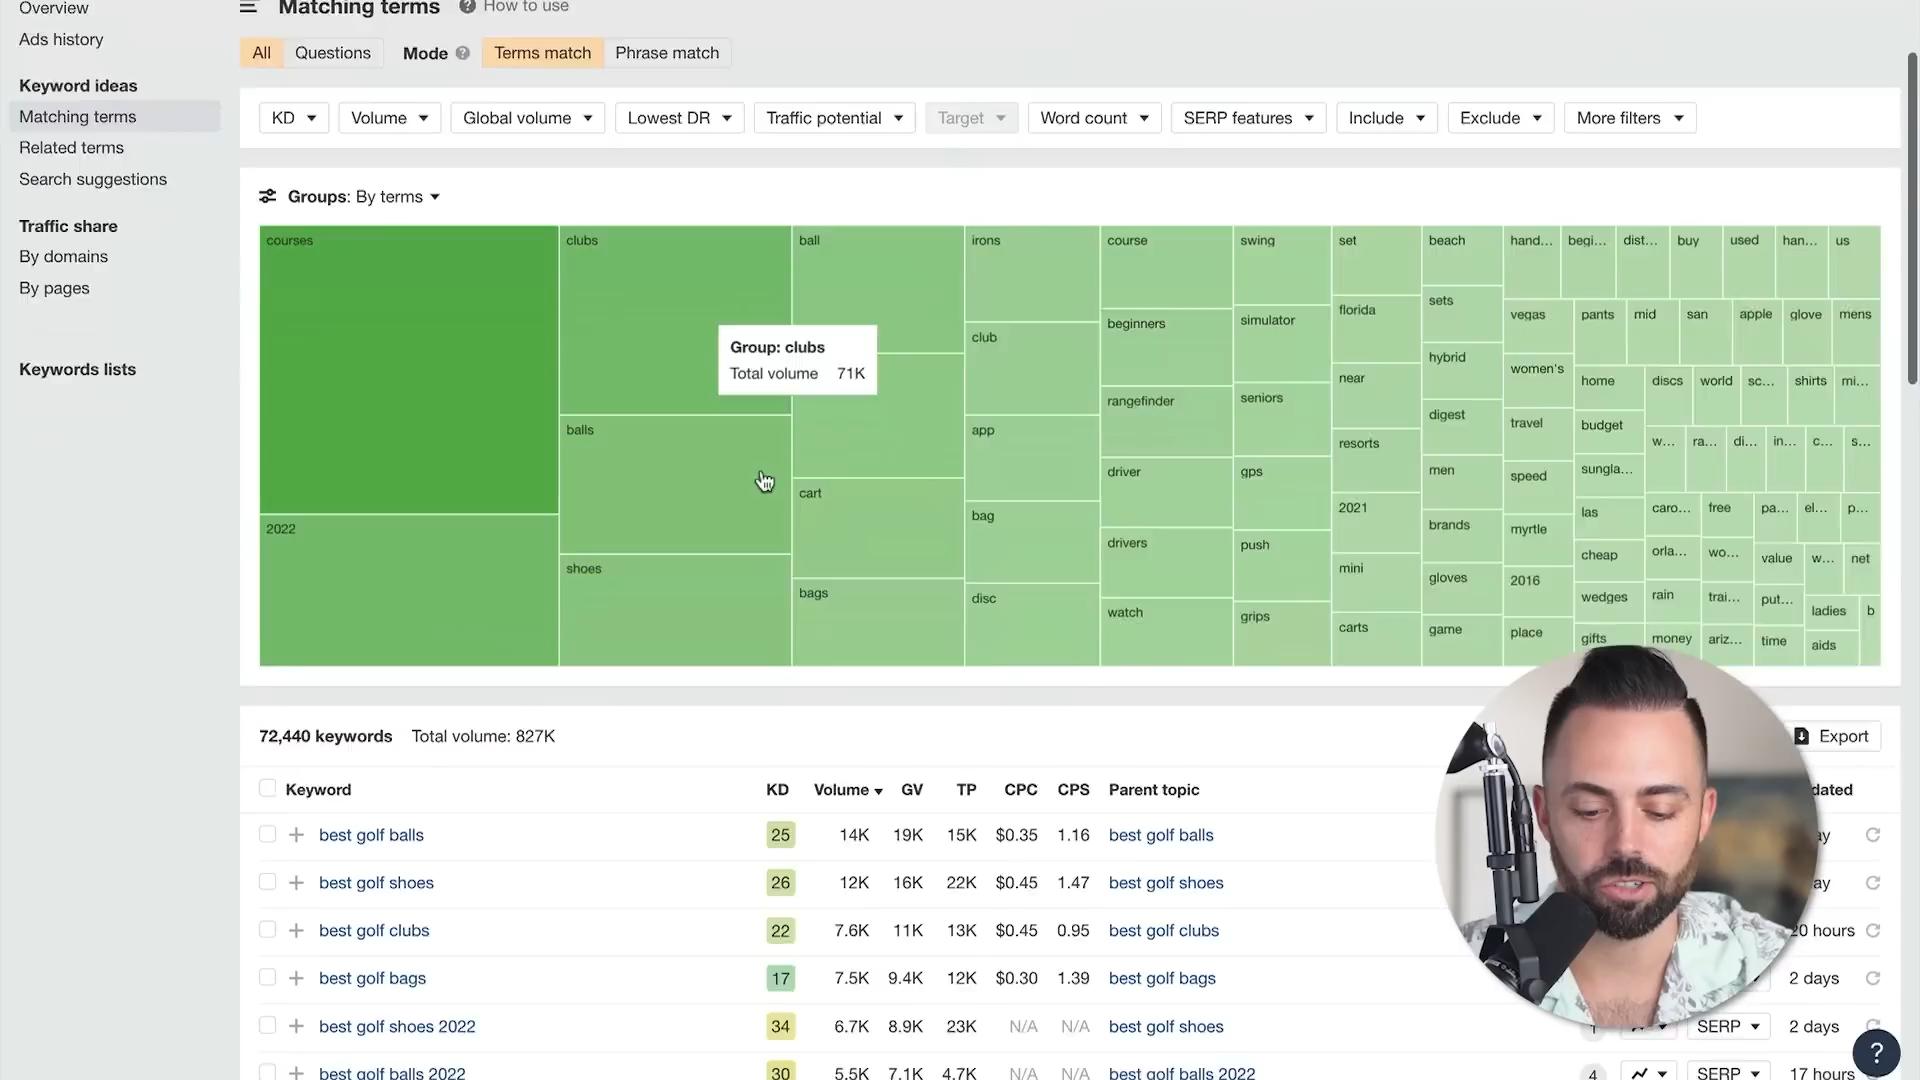 Overview
Ads history
Keyword ideas
Matching terms
Related terms
Search suggestions
Traffic share
By domains
By pages
Keywords lists
Matching terms ? How to use
All Questions Mode ? Terms match Phrase match
KD Volume Global volume Lowest DR Traffic potential Target Word count SERP features Include Exclude More filters
Groups: By terms
courses
2022
clubs
balls
shoes
ball
cart
bags
irons
club
app
bag
disc
course
beginners
rangefinder
driver
drivers
watch
swing
simulator
seniors
gps
push
grips
set
florida
near
resorts
2021
mini
carts
beach
sets
hybrid
digest
men
brands
gloves
game
hand... begi... dist... buy used han... us
vegas
women's
travel
speed
myrtle
2016
place
pants mid san apple glove mens
home
budget
sungla...
las
cheap
wedges
gifts
discs world sc... shirts mi...
w... ra... di... in... c... s...
caro... free pa... el... p...
orla... wo... value w... net
rain trai... put... ladies b
money ariz... time aids
Group: clubs
Total volume 71K
72,440 keywords Total volume: 827K
Export
Keyword KD Volume GV TP CPC CPS Parent topic dated
best golf balls 25 14K 19K 15K $0.35 1.16 best golf balls ay
best golf shoes 26 12K 16K 22K $0.45 1.47 best golf shoes ay
best golf clubs 22 7.6K 11K 13K $0.45 0.95 best golf clubs 20 hours
best golf bags 17 7.5K 9.4K 12K $0.30 1.39 best golf bags 2 days
best golf shoes 2022 34 6.7K 8.9K 23K N/A N/A best golf shoes SERP 2 days
best golf balls 2022 30 5.5K 7.1K 4.7K N/A N/A best golf balls 2022 4 SERP 17 hours
?